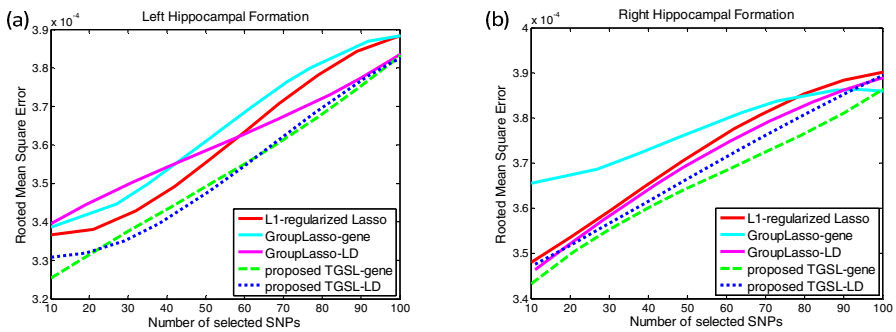 (a)
Left Hippocampal Formation
x 10^-4
Rooted Mean Square Error
3.9
3.8
3.7
3.6
3.5
3.4
3.3
3.2
10 20 30 40 50 60 70 80 90 100
Number of selected SNPs
L1-regularized Lasso
GroupLasso-gene
GroupLasso-LD
proposed TGSL-gene
proposed TGSL-LD
(b)
Right Hippocampal Formation
x 10^-4
Rooted Mean Square Error
4
3.9
3.8
3.7
3.6
3.5
3.4
10 20 30 40 50 60 70 80 90 100
Number of selected SNPs
L1-regularized Lasso
GroupLasso-gene
GroupLasso-LD
proposed TGSL-gene
proposed TGSL-LD